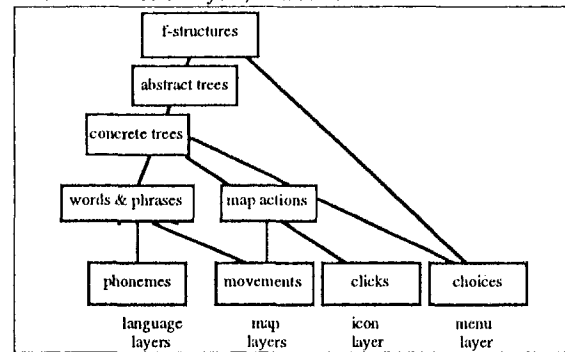 f-structures
abstract trees
concrete trees
words & phrases
map actions
phonemes
movements
clicks
choices
language
layers
map
layers
icon
layer
menu
layer